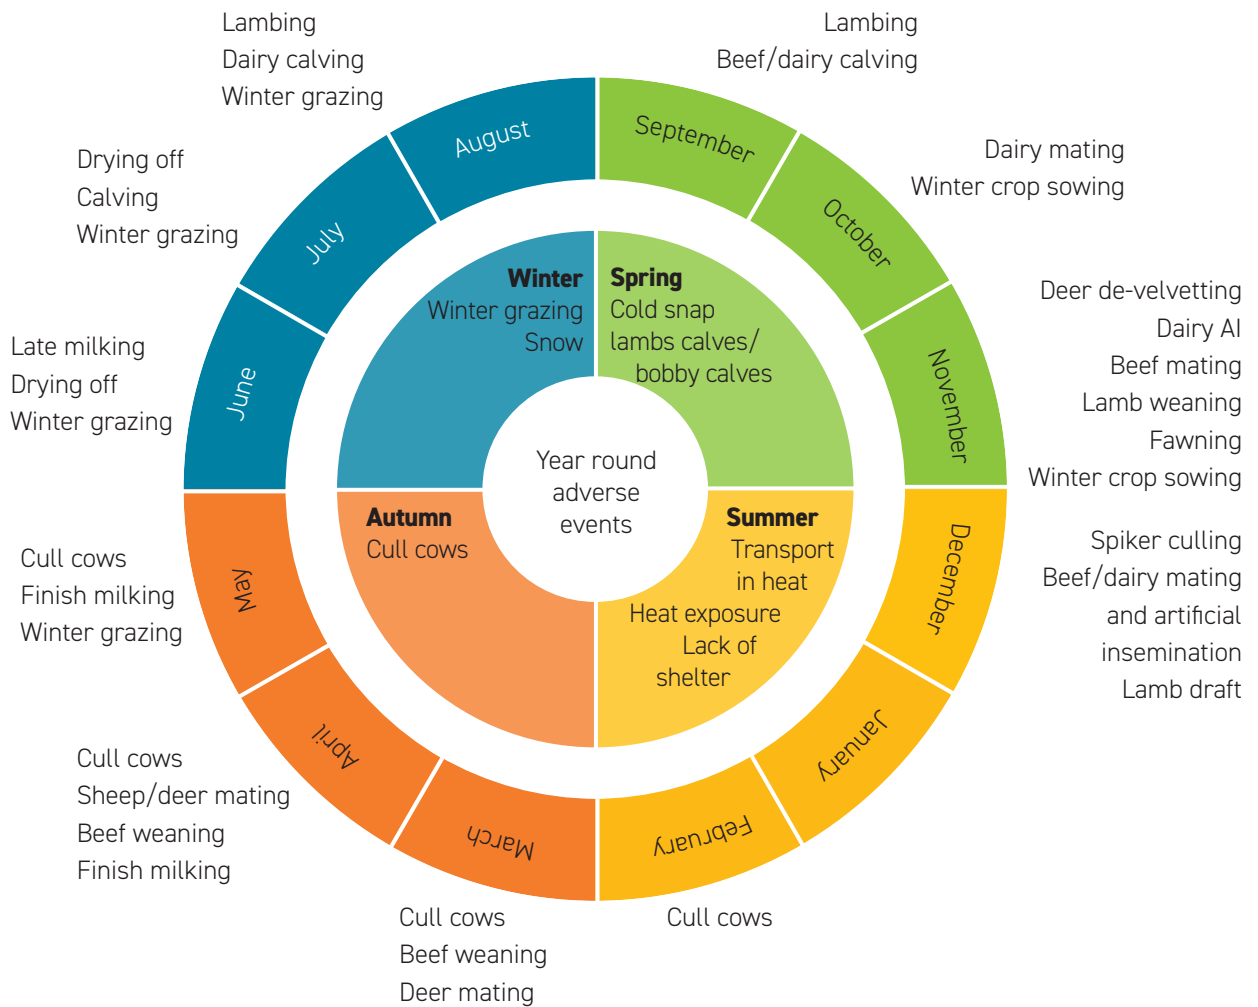 Lambing
Dairy calving
Winter grazing
Lambing
Beef/dairy calving
Drying off
Calving
Winter grazing
Dairy mating
Winter crop sowing
Late milking
Drying off
Winter grazing
Deer de-velvetting
Dairy AI
Beef mating
Lamb weaning
Fawning
Winter crop sowing
Cull cows
Finish milking
Winter grazing
Spiker culling
Beef/dairy mating
and artificial
insemination
Lamb draft
Cull cows
Sheep/deer mating
Beef weaning
Finish milking
Cull cows
Beef weaning
Deer mating
Cull cows
August
September
October
November
December
January
February
March
April
May
June
July
Winter
Winter grazing
Snow
Spring
Cold snap
lambs calves/
bobby calves
Year round
adverse
events
Autumn
Cull cows
Summer
Transport
in heat
Heat exposure
Lack of
shelter